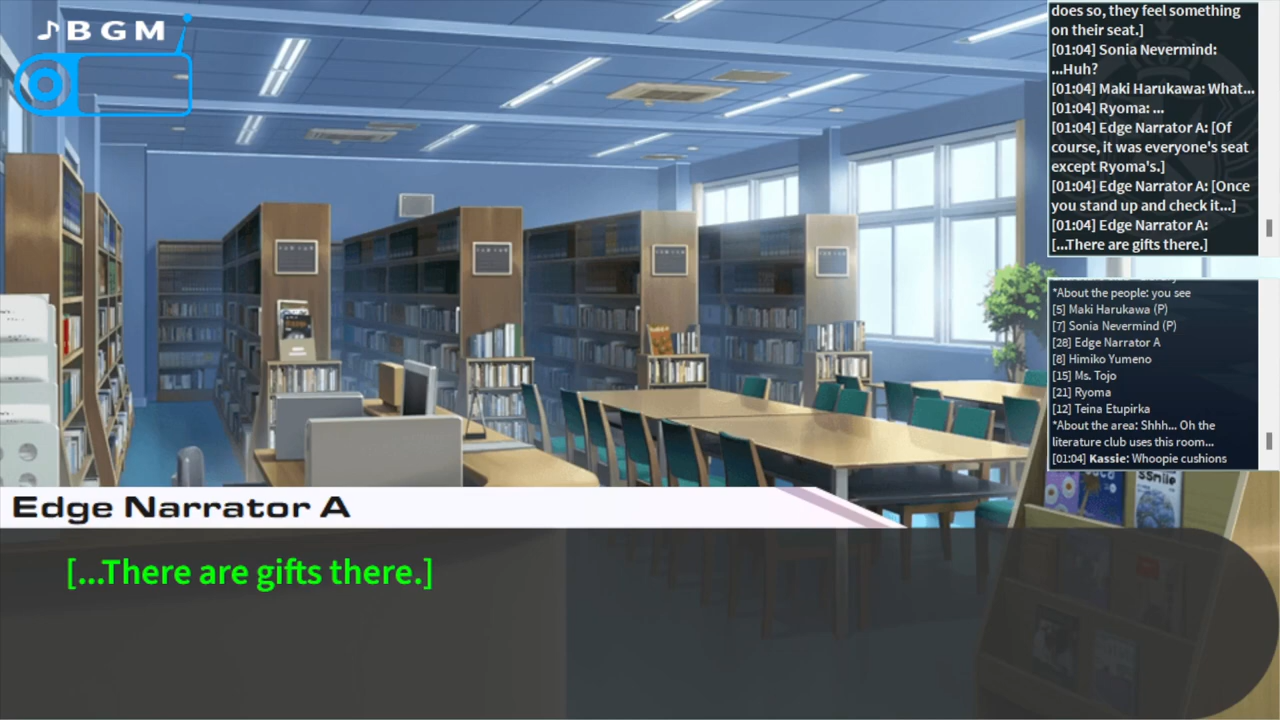 ♪BGM
does so, they feel something
on their seat.]
[01:04] Sonia Nevermind:
...Huh?
[01:04] Maki Harukawa: What...
[01:04] Ryoma: ...
[01:04] Edge Narrator A: [Of
course, it was everyone's seat
except Ryoma's.]
[01:04] Edge Narrator A: [Once
you stand up and check it...]
[01:04] Edge Narrator A:
[...There are gifts there.]
*About the people: you see
[5] Maki Harukawa (P)
[7] Sonia Nevermind (P)
[28] Edge Narrator A
[8] Himiko Yumeno
[15] Ms. Tojo
[21] Ryoma
[12] Teina Etupirka
*About the area: Shhh... Oh the
literature club uses this room...
[01:04] Kassie: Whoopie cushions
Edge Narrator A
[...There are gifts there.]